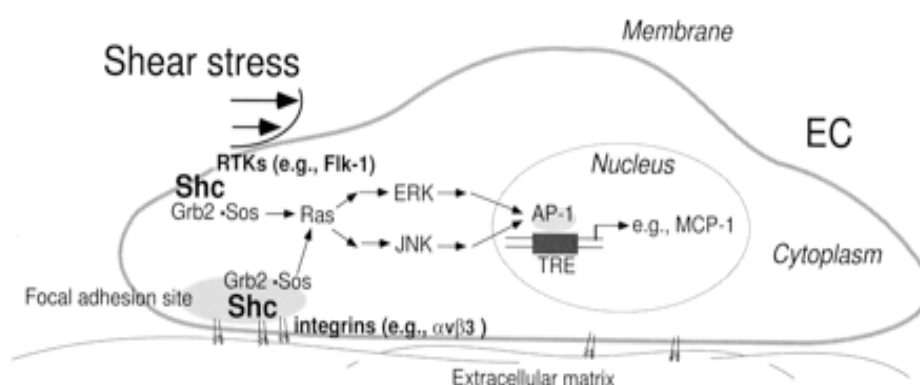 Membrane
Shear stress
EC
RTKs (e.g., Flk-1)
Nucleus
Shc
Grb2 •Sos
Ras
ERK
JNK
AP-1
e.g., MCP-1
TRE
Cytoplasm
Grb2 •Sos
Focal adhesion site
Shc
integrins (e.g., αvβ3 )
Extracellular matrix